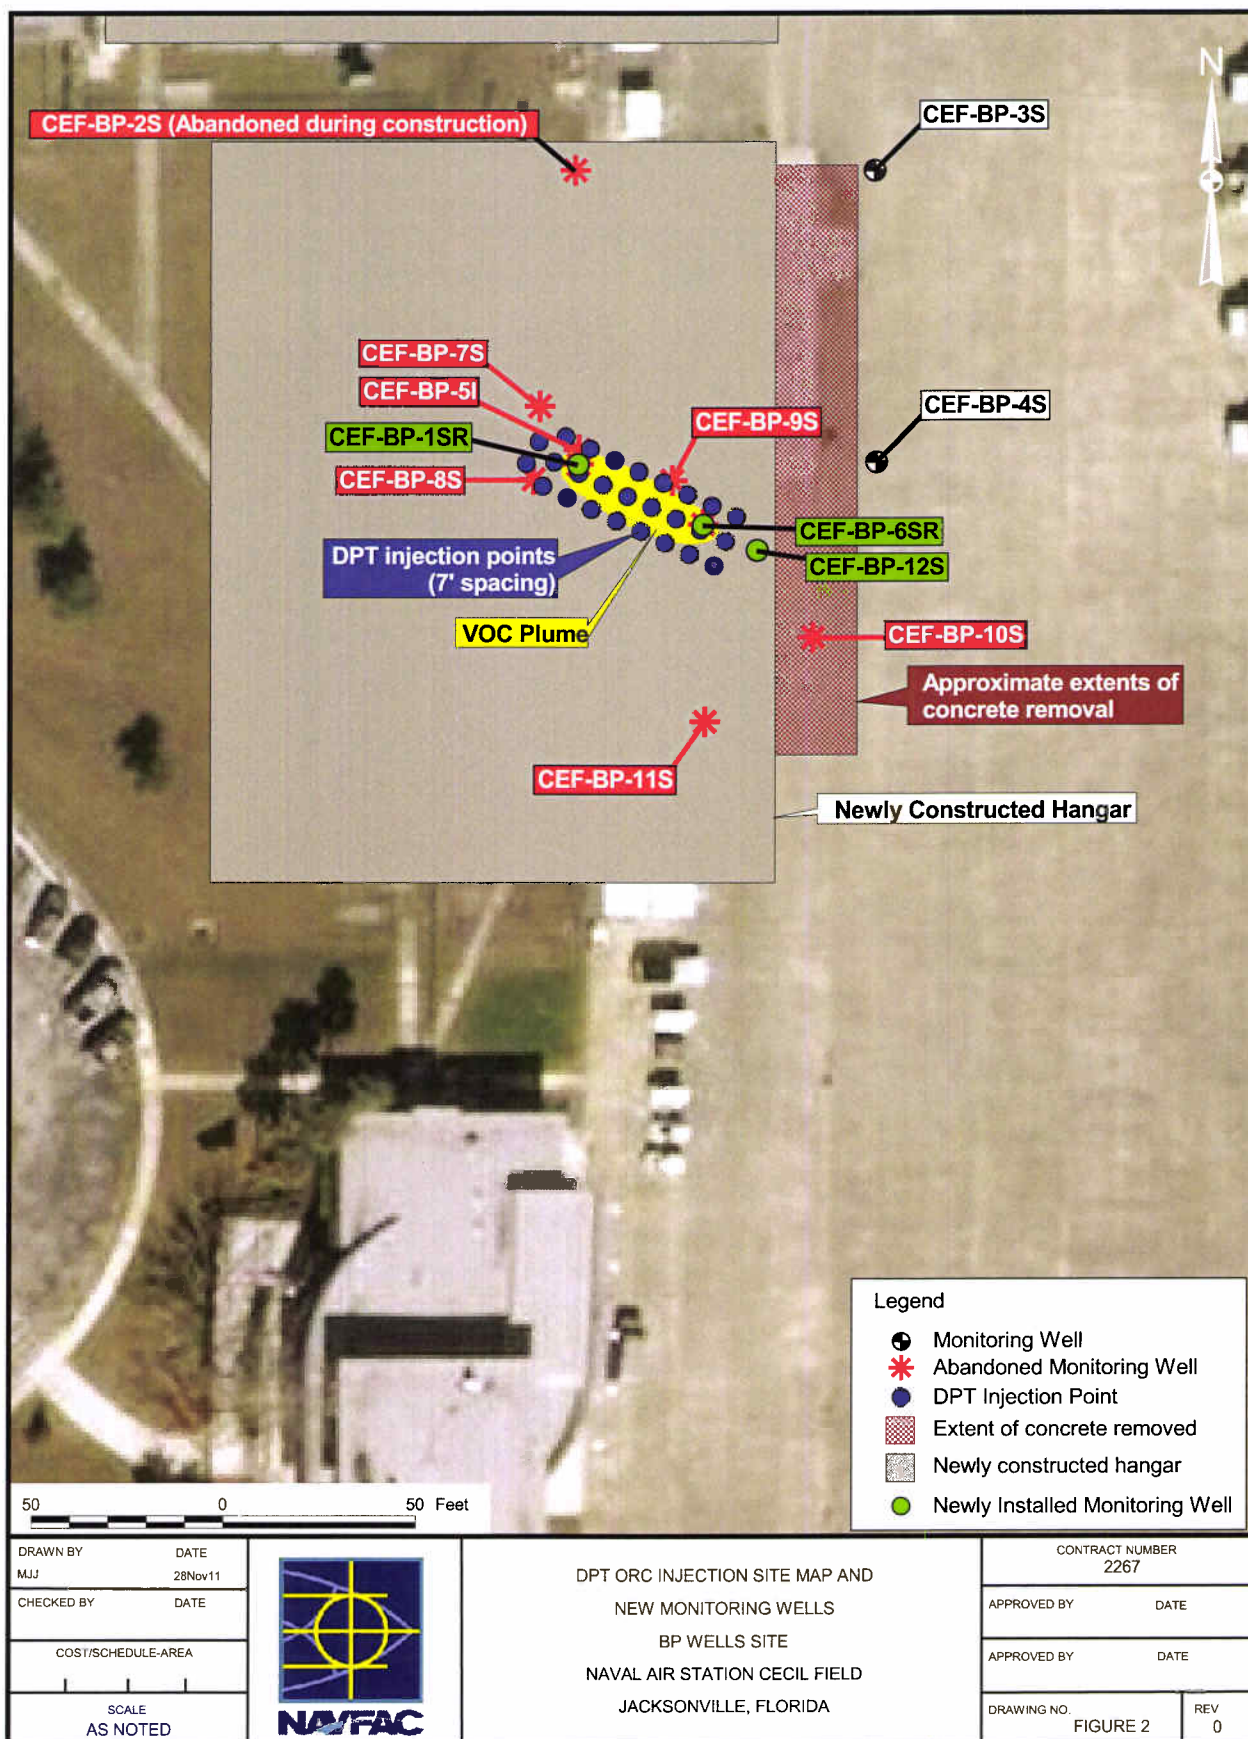 N
CEF-BP-2S (Abandoned during construction)
CEF-BP-3S
CEF-BP-7S
CEF-BP-5I
CEF-BP-4S
CEF-BP-9S
CEF-BP-1SR
CEF-BP-8S
CEF-BP-6SR
DPT injection points
(7' spacing)
CEF-BP-12S
VOC Plume
CEF-BP-10S
Approximate extents of
concrete removal
CEF-BP-11S
Newly Constructed Hangar
Legend
Monitoring Well
Abandoned Monitoring Well
DPT Injection Point
Extent of concrete removed
Newly constructed hangar
Newly Installed Monitoring Well
50 0 50 Feet
DRAWN BY DATE
MJJ 28Nov11
CHECKED BY DATE
COST/SCHEDULE-AREA
SCALE
AS NOTED
NAVFAC
DPT ORC INJECTION SITE MAP AND
NEW MONITORING WELLS
BP WELLS SITE
NAVAL AIR STATION CECIL FIELD
JACKSONVILLE, FLORIDA
CONTRACT NUMBER
2267
APPROVED BY DATE
APPROVED BY DATE
DRAWING NO.
FIGURE 2
REV
0